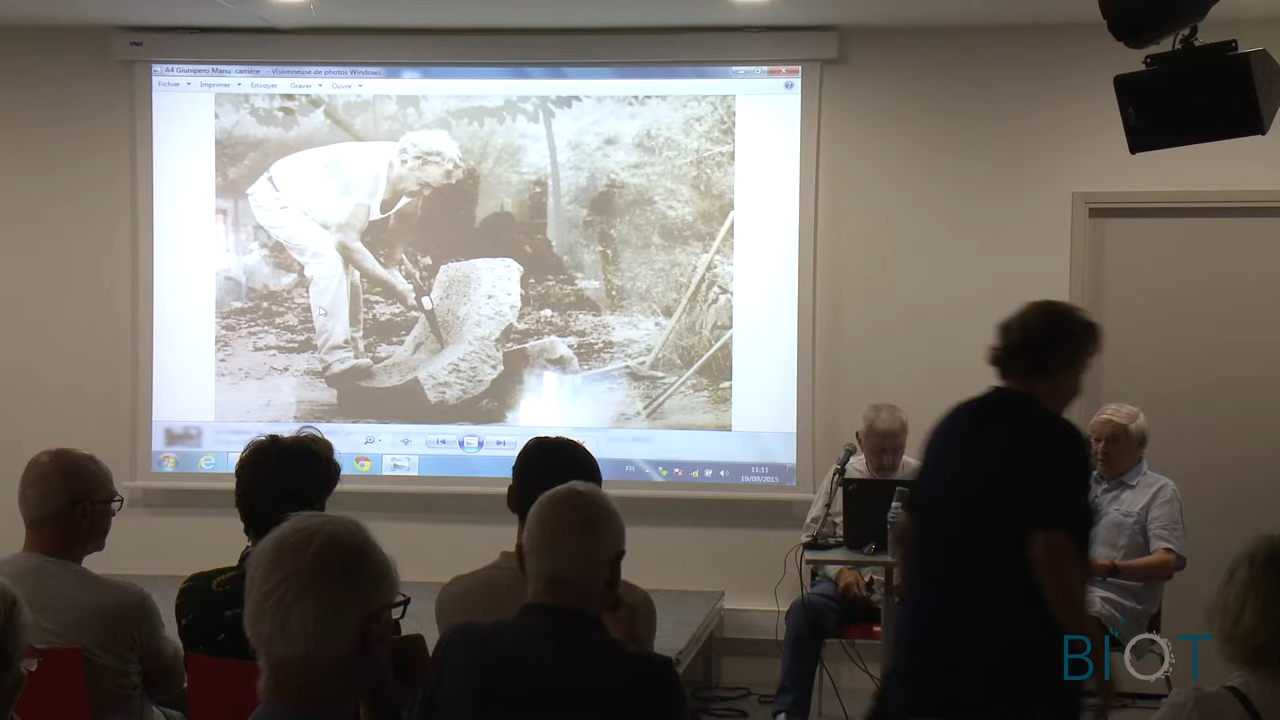 A4 Giunipero Manu carrière - Visionneuse de photos Windows
Fichier Imprimer Envoyer Graver Ouvrir
FR 11:11
19/09/2015
BIOT